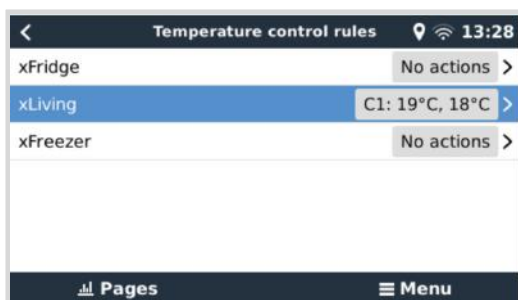 Temperature control rules 13:28
xFridge No actions
xLiving C1: 19°C, 18°C
xFreezer No actions
Pages Menu